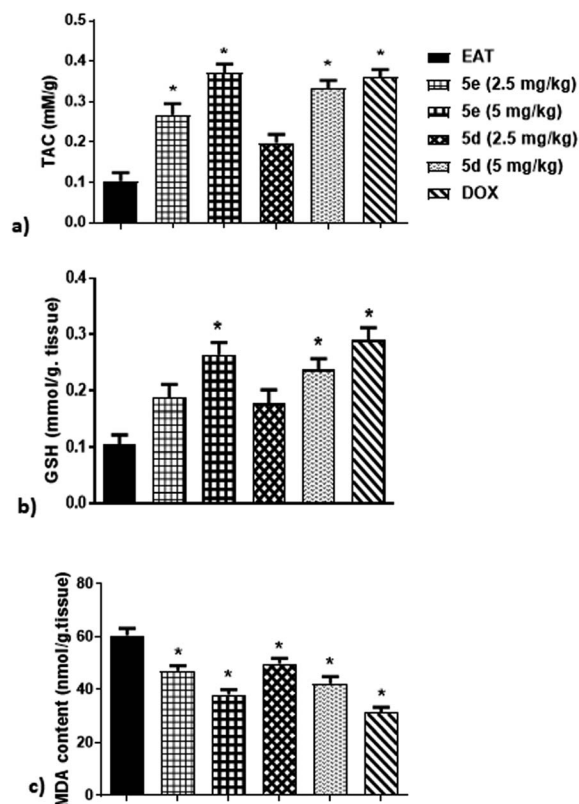 0.5
0.4
0.3
0.2
0.1
0.0
TAC (mM/g)
* * * *
EAT
5e (2.5 mg/kg)
5e (5 mg/kg)
5d (2.5 mg/kg)
5d (5 mg/kg)
DOX
a)
0.4
0.3
0.2
0.1
0.0
GSH (mmol/g. tissue)
* * *
b)
80
60
40
20
0
MDA content (nmol/g.tissue)
* * * * *
c)